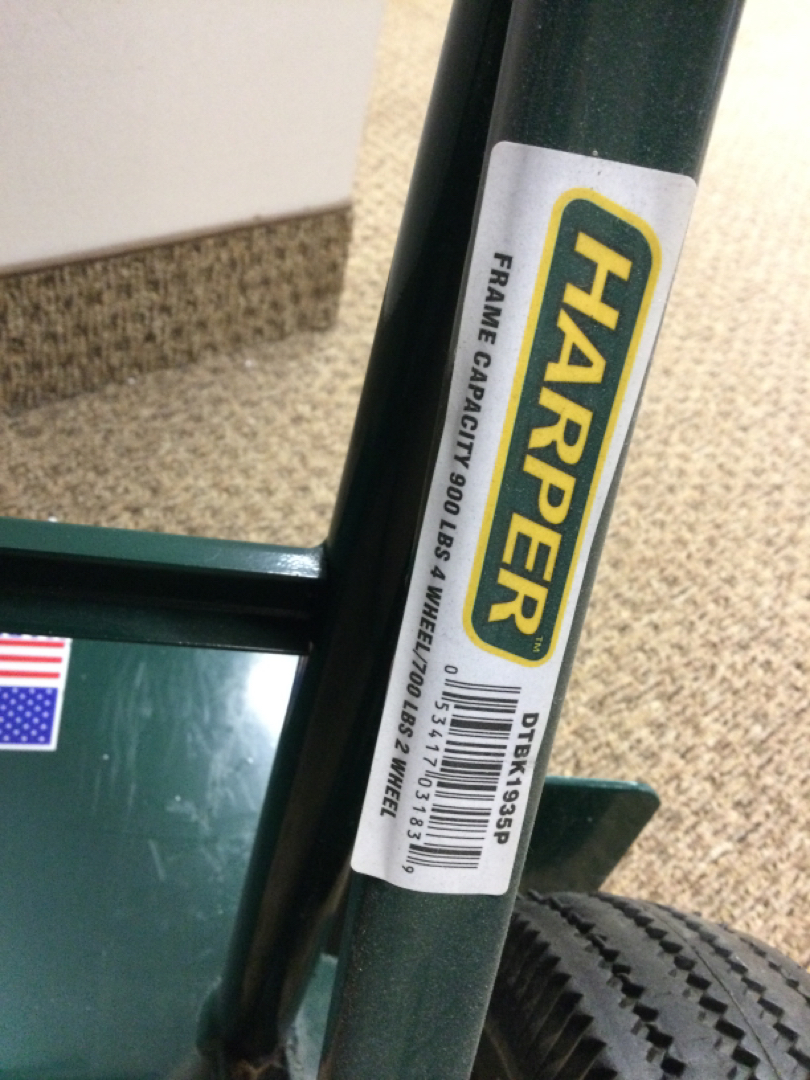 HARPER™
FRAME CAPACITY 900 LBS 4 WHEEL/700 LBS 2 WHEEL
DTBK1935P
0 53417 03183 9